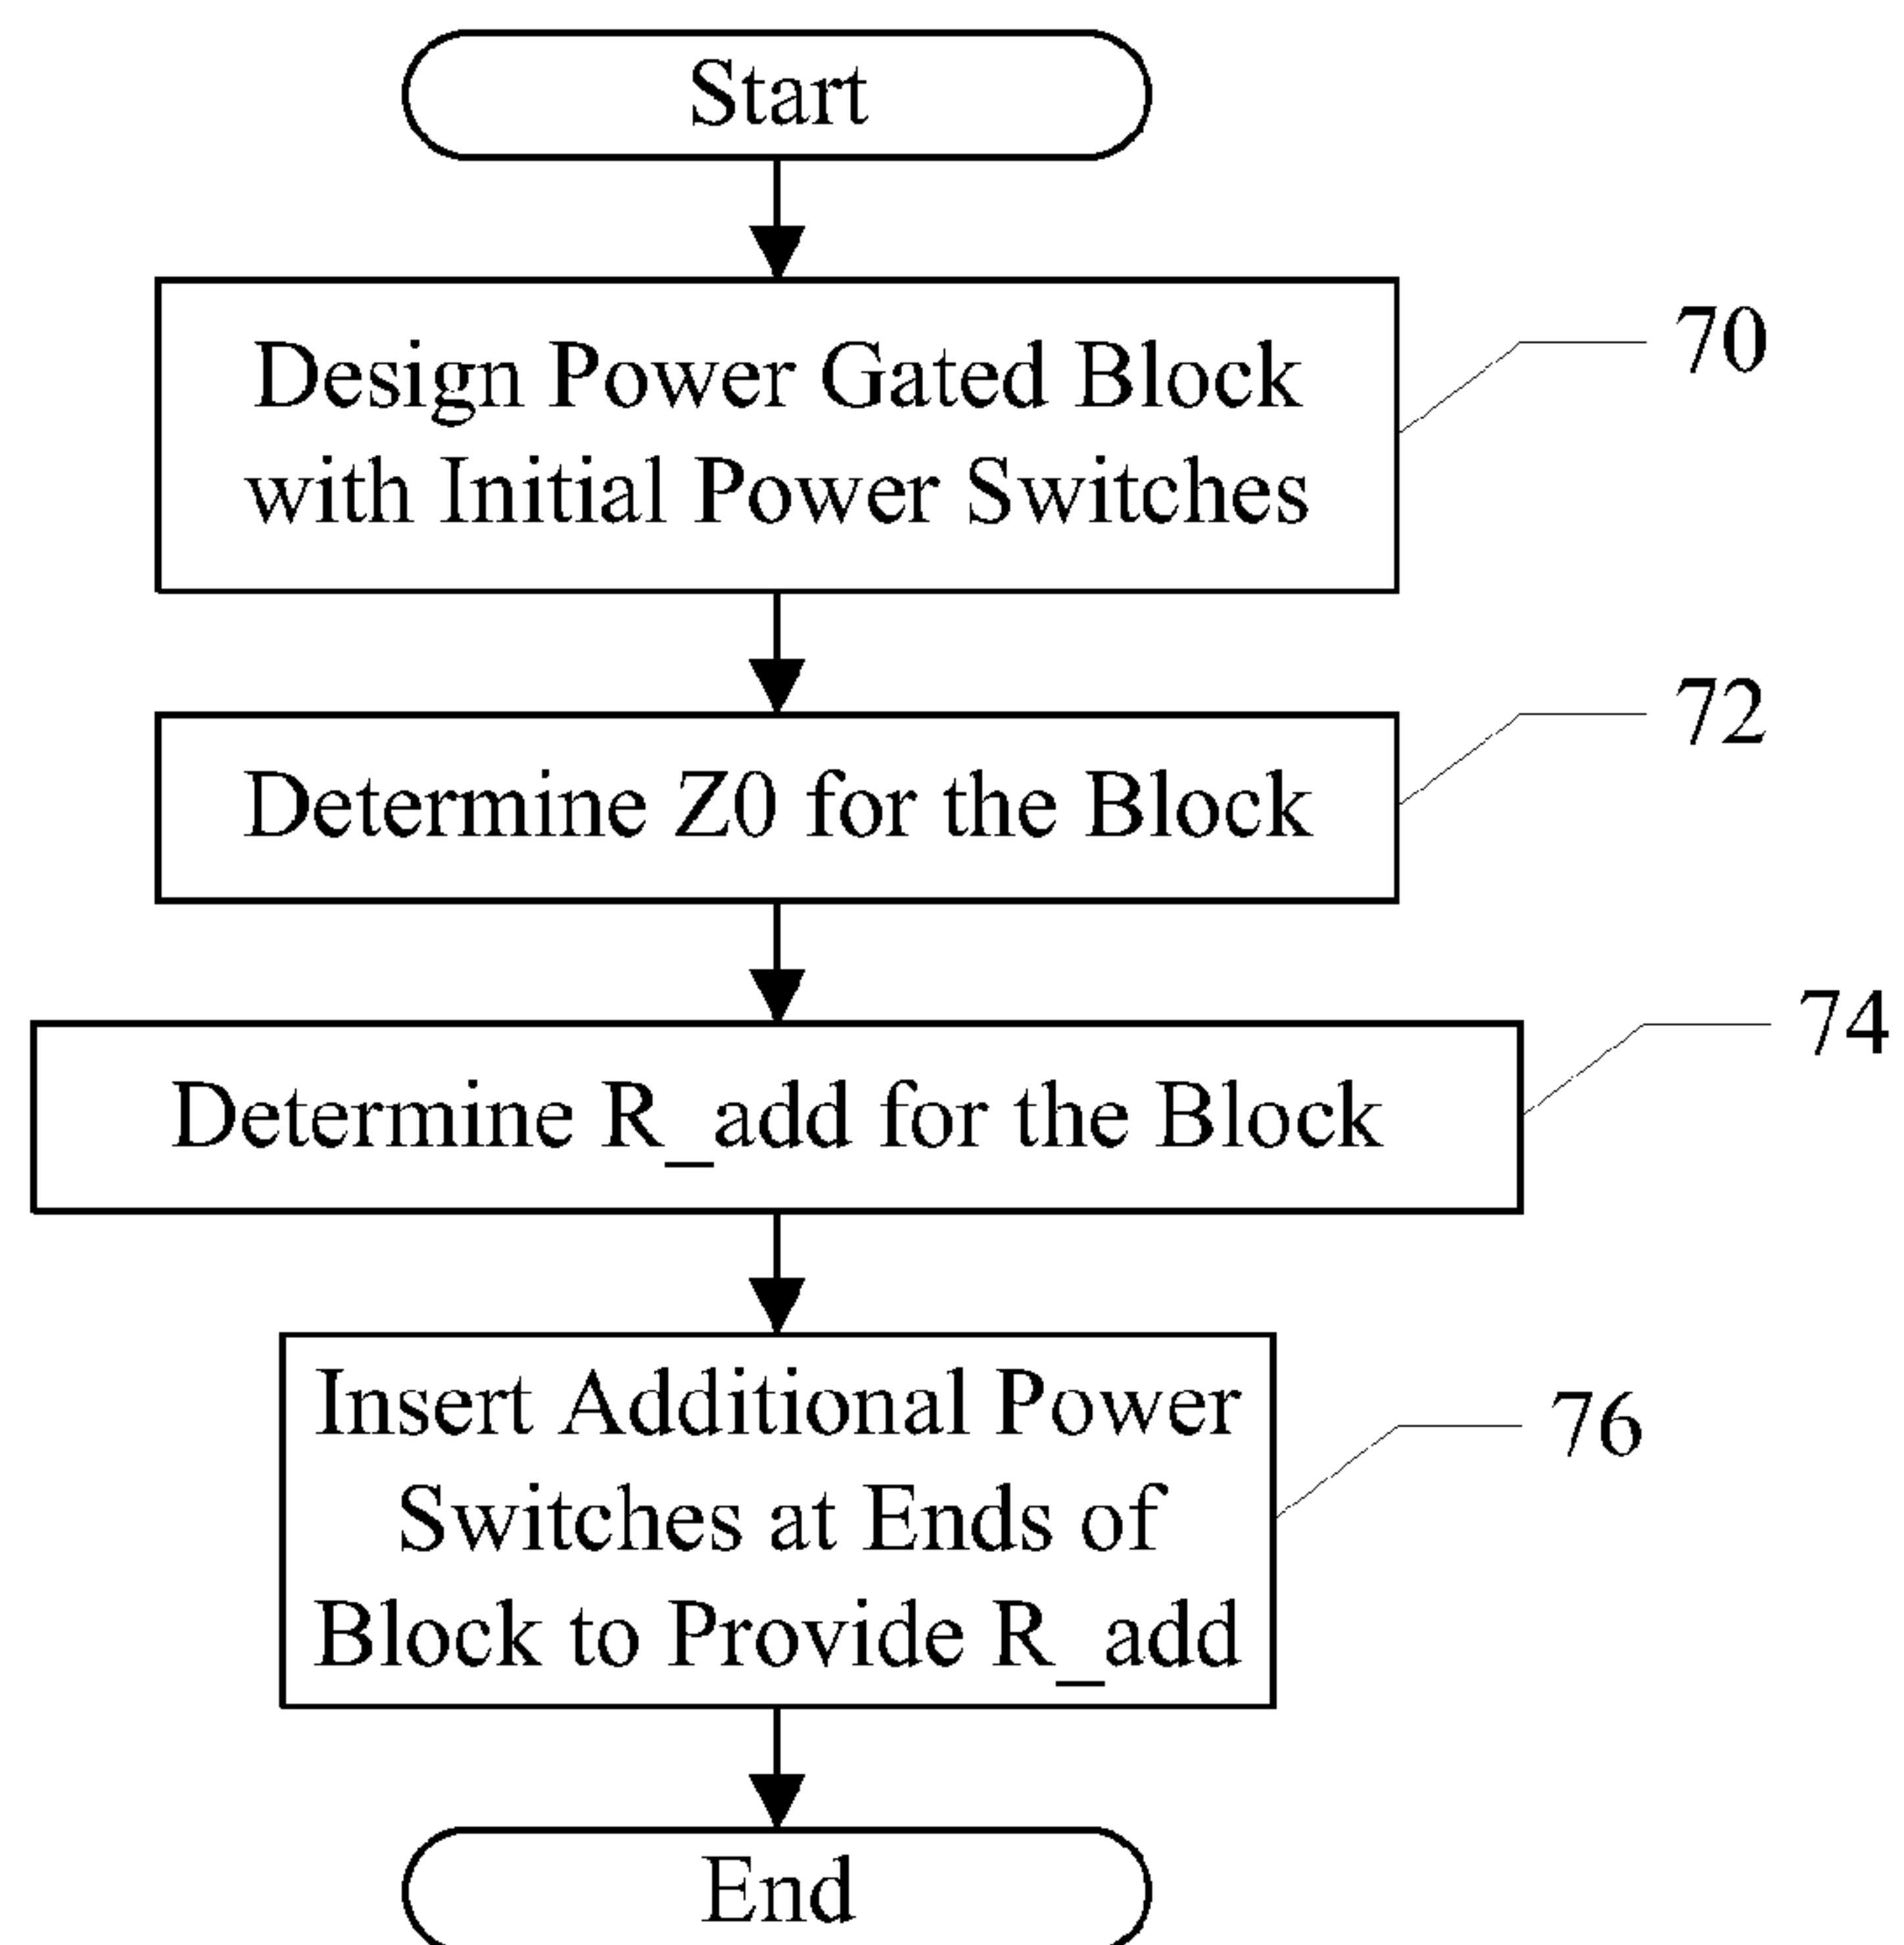 Start
Design Power Gated Block
with Initial Power Switches
70
Determine Z0 for the Block
72
Determine R_add for the Block
74
Insert Additional Power
Switches at Ends of
Block to Provide R_add
76
End